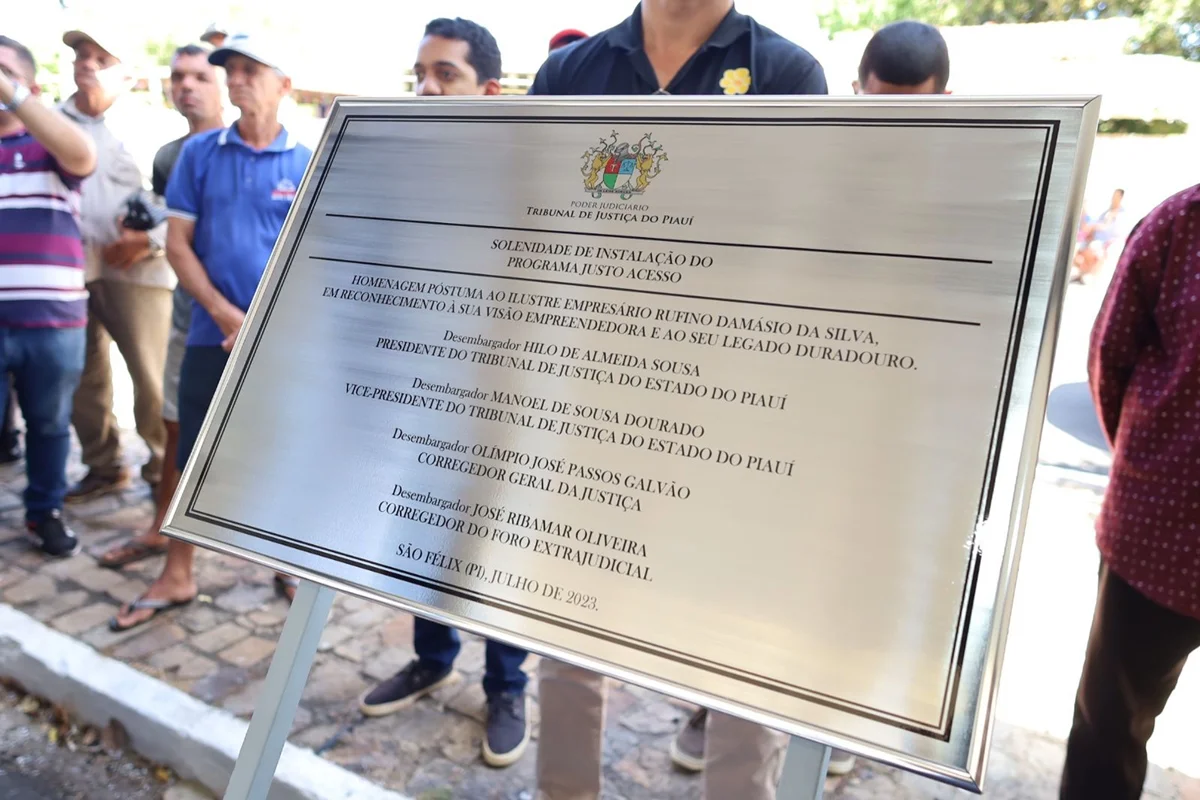 PODER JUDICIÁRIO
TRIBUNAL DE JUSTIÇA DO PIAUÍ
SOLENIDADE DE INSTALAÇÃO DO
PROGRAMA JUSTO ACESSO
HOMENAGEM PÓSTUMA AO ILUSTRE EMPRESÁRIO RUFINO DAMÁSIO DA SILVA,
EM RECONHECIMENTO À SUA VISÃO EMPREENDEDORA E AO SEU LEGADO DURADOURO.
Desembargador HILO DE ALMEIDA SOUSA
PRESIDENTE DO TRIBUNAL DE JUSTIÇA DO ESTADO DO PIAUÍ
Desembargador MANOEL DE SOUSA DOURADO
VICE-PRESIDENTE DO TRIBUNAL DE JUSTIÇA DO ESTADO DO PIAUÍ
Desembargador OLÍMPIO JOSÉ PASSOS GALVÃO
CORREGEDOR GERAL DA JUSTIÇA
Desembargador JOSÉ RIBAMAR OLIVEIRA
CORREGEDOR DO FORO EXTRAJUDICIAL
SÃO FÉLIX (PI), JULHO DE 2023.